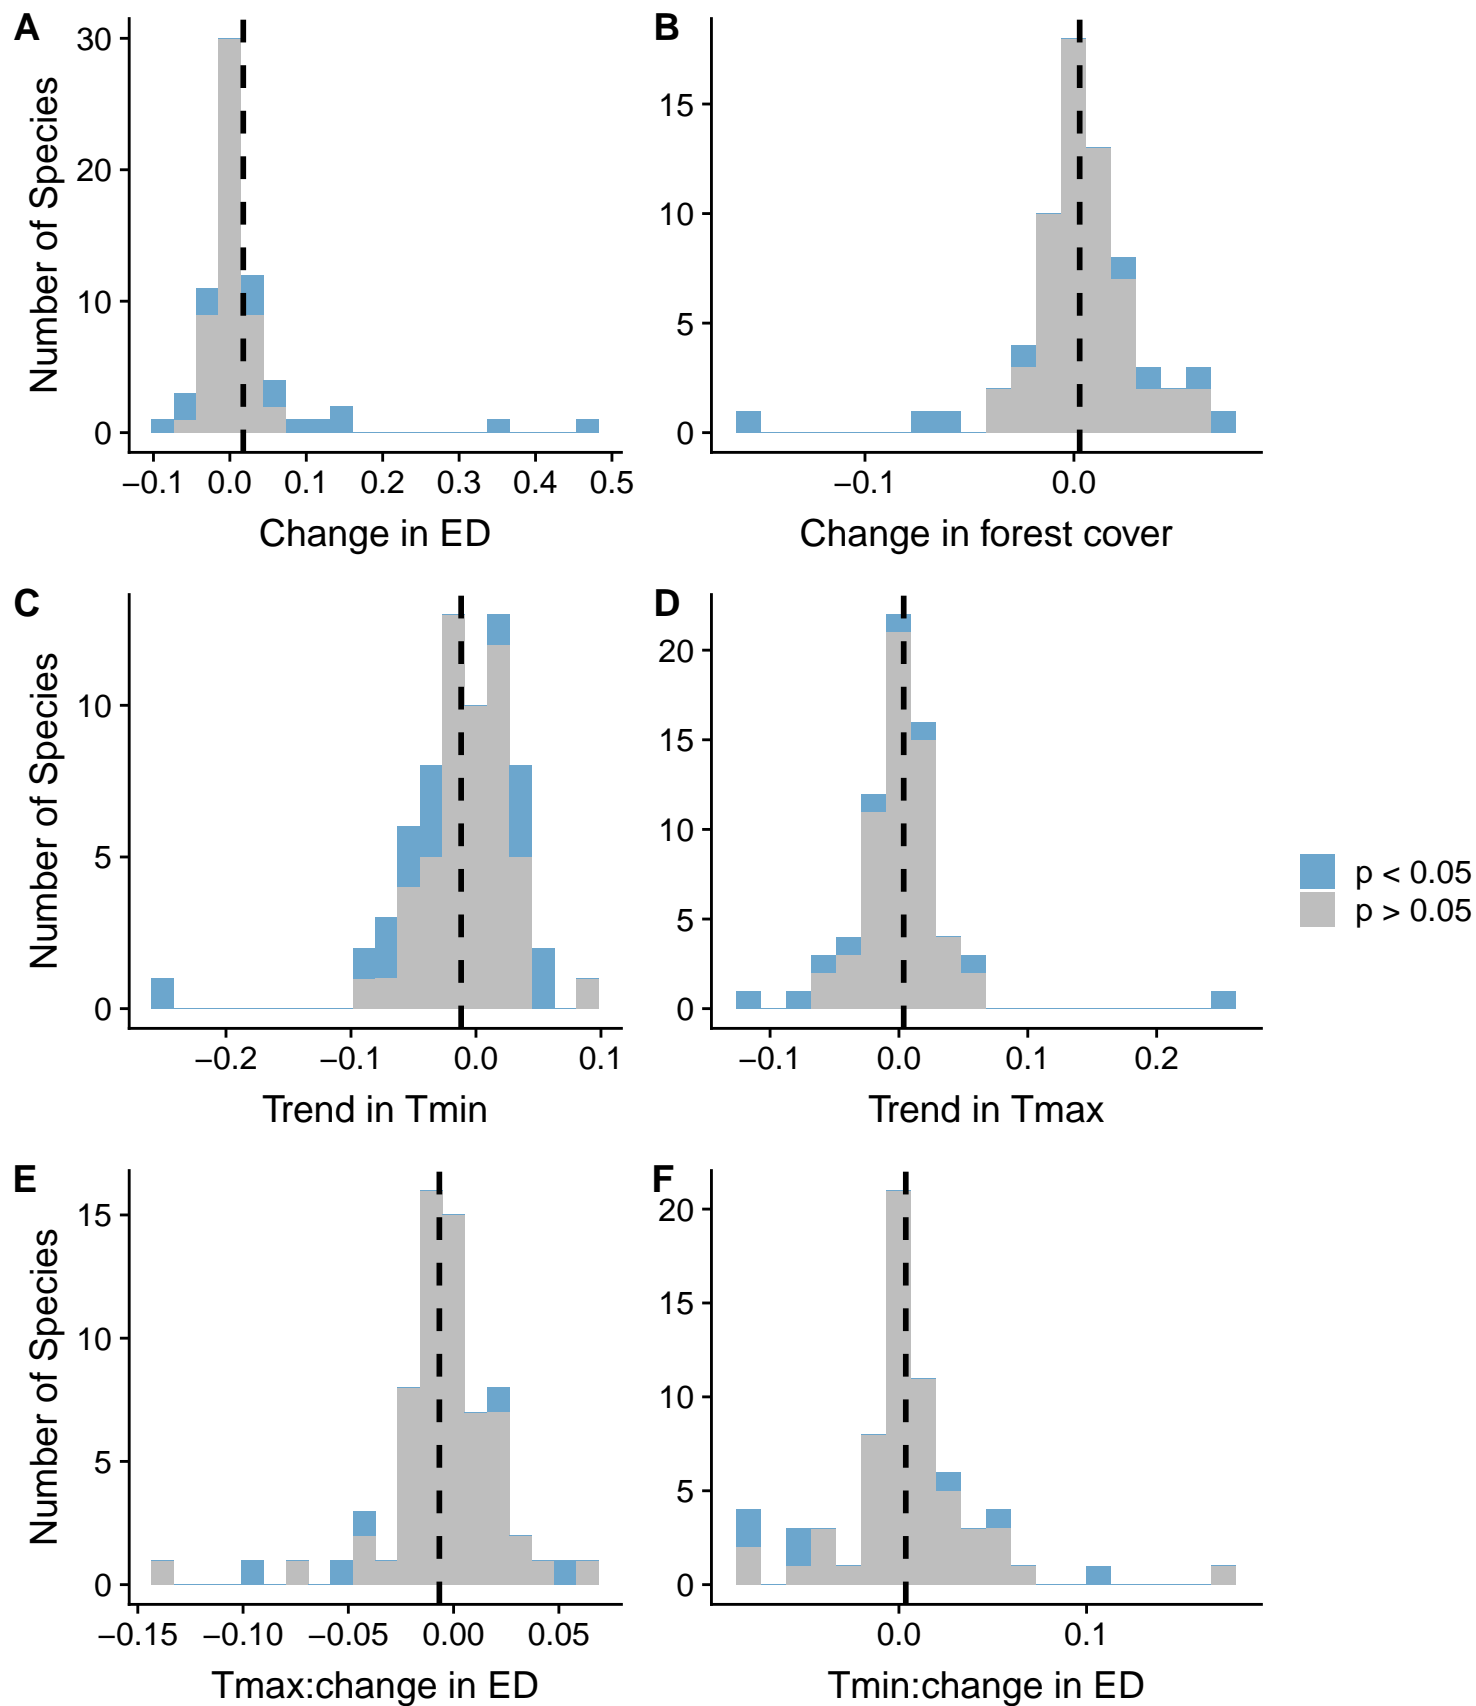 A
B
Number of Species
30
20
10
0
−0.1 0.0 0.1 0.2 0.3 0.4 0.5
Change in ED
15
10
5
0
−0.1 0.0
Change in forest cover
C
D
Number of Species
10
5
0
−0.2 −0.1 0.0 0.1
Trend in Tmin
20
15
10
5
0
−0.1 0.0 0.1 0.2
Trend in Tmax
p < 0.05
p > 0.05
E
F
Number of Species
15
10
5
0
−0.15 −0.10 −0.05 0.00 0.05
Tmax:change in ED
20
15
10
5
0
0.0 0.1
Tmin:change in ED